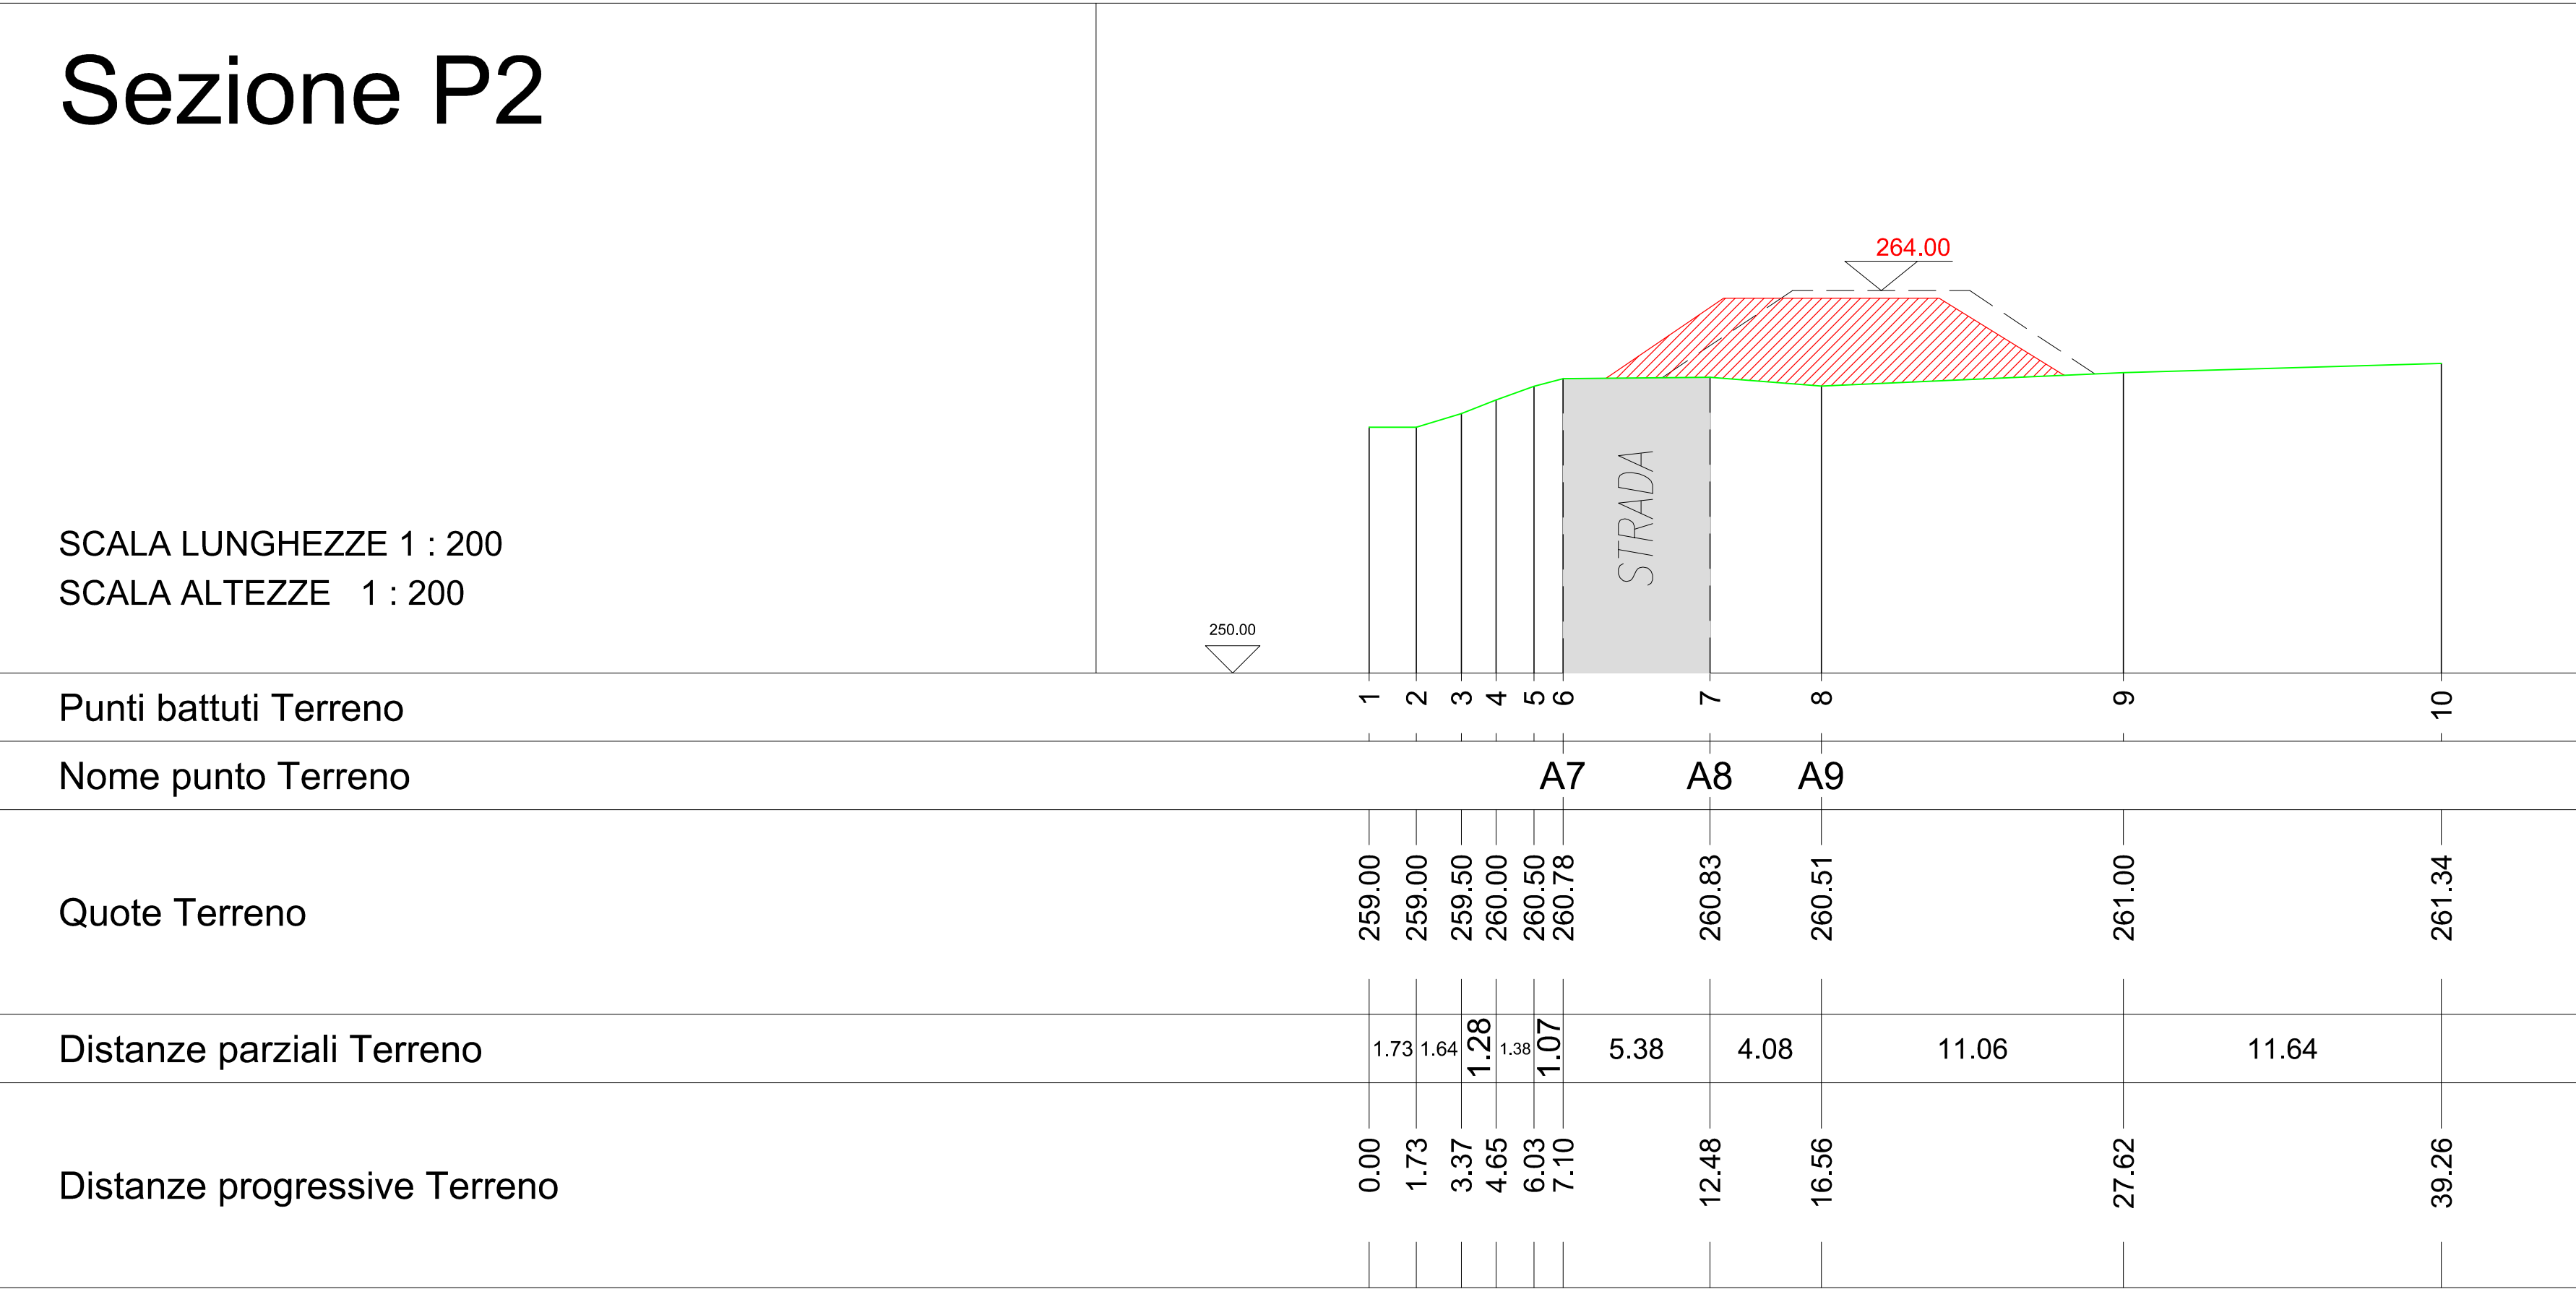 Sezione P2
264.00
STRADA
SCALA LUNGHEZZE 1 : 200
SCALA ALTEZZE 1 : 200
250.00
Punti battuti Terreno 1 2 3 4 5 6 7 8 9 10
Nome punto Terreno A7 A8 A9
Quote Terreno 259.00 259.00 259.50 260.00 260.50 260.78 260.83 260.51 261.00 261.34
Distanze parziali Terreno 1.73 1.64 1.28 1.38 1.07 5.38 4.08 11.06 11.64
Distanze progressive Terreno 0.00 1.73 3.37 4.65 6.03 7.10 12.48 16.56 27.62 39.26